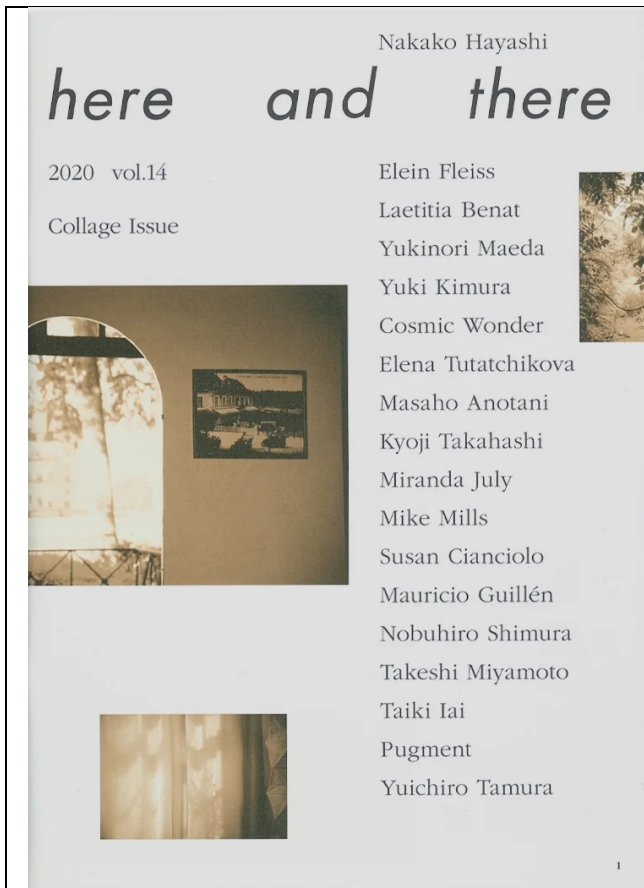 Nakako Hayashi
here and there
2020 vol.14
Collage Issue
Elein Fleiss
Laetitia Benat
Yukinori Maeda
Yuki Kimura
Cosmic Wonder
Elena Tutatchikova
Masaho Anotani
Kyoji Takahashi
Miranda July
Mike Mills
Susan Cianciolo
Mauricio Guillén
Nobuhiro Shimura
Takeshi Miyamoto
Taiki Iai
Pugment
Yuichiro Tamura
1